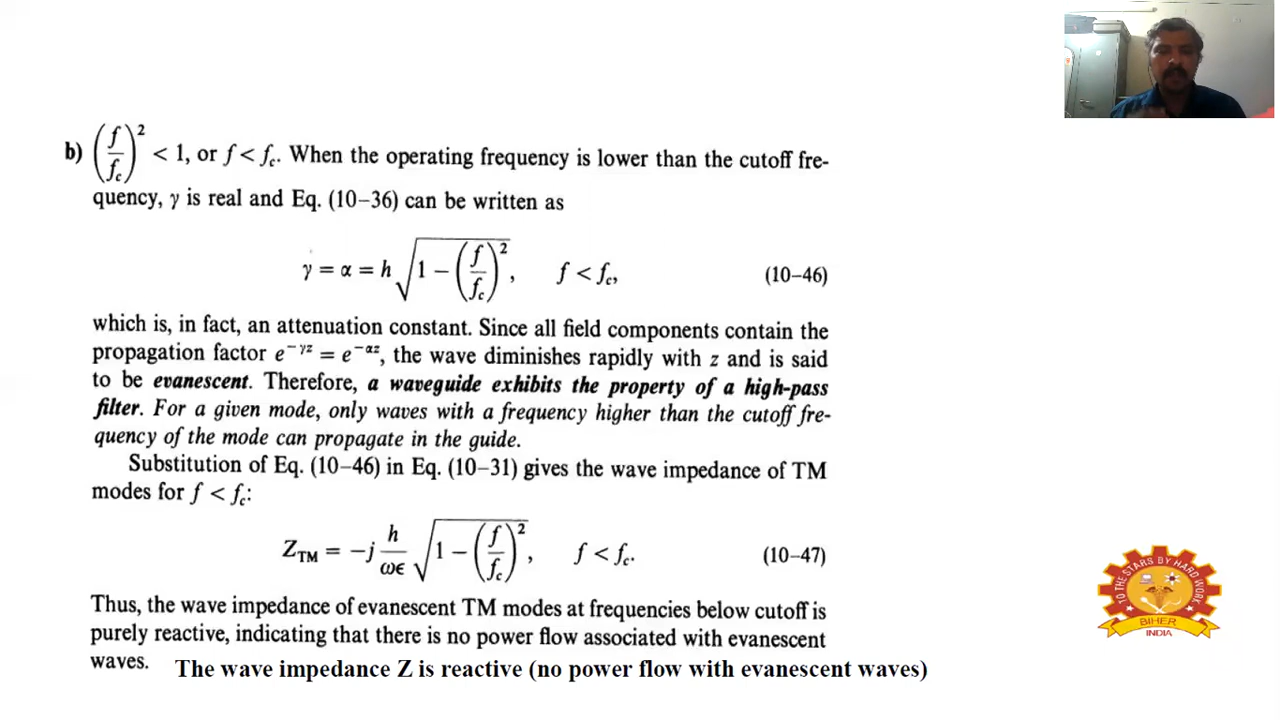 b) (f/f_c)² < 1, or f < f_c. When the operating frequency is lower than the cutoff fre-
quency, γ is real and Eq. (10–36) can be written as
γ = α = h √(1 − (f/f_c)²), f < f_c, (10–46)
which is, in fact, an attenuation constant. Since all field components contain the
propagation factor e^−γz = e^−αz, the wave diminishes rapidly with z and is said
to be evanescent. Therefore, a waveguide exhibits the property of a high-pass
filter. For a given mode, only waves with a frequency higher than the cutoff fre-
quency of the mode can propagate in the guide.
Substitution of Eq. (10–46) in Eq. (10–31) gives the wave impedance of TM
modes for f < f_c:
Z_TM = −j h/ωϵ √(1 − (f/f_c)²), f < f_c. (10–47)
Thus, the wave impedance of evanescent TM modes at frequencies below cutoff is
purely reactive, indicating that there is no power flow associated with evanescent
waves. The wave impedance Z is reactive (no power flow with evanescent waves)
TO THE STARS BY HARD WORK
BIHER
INDIA